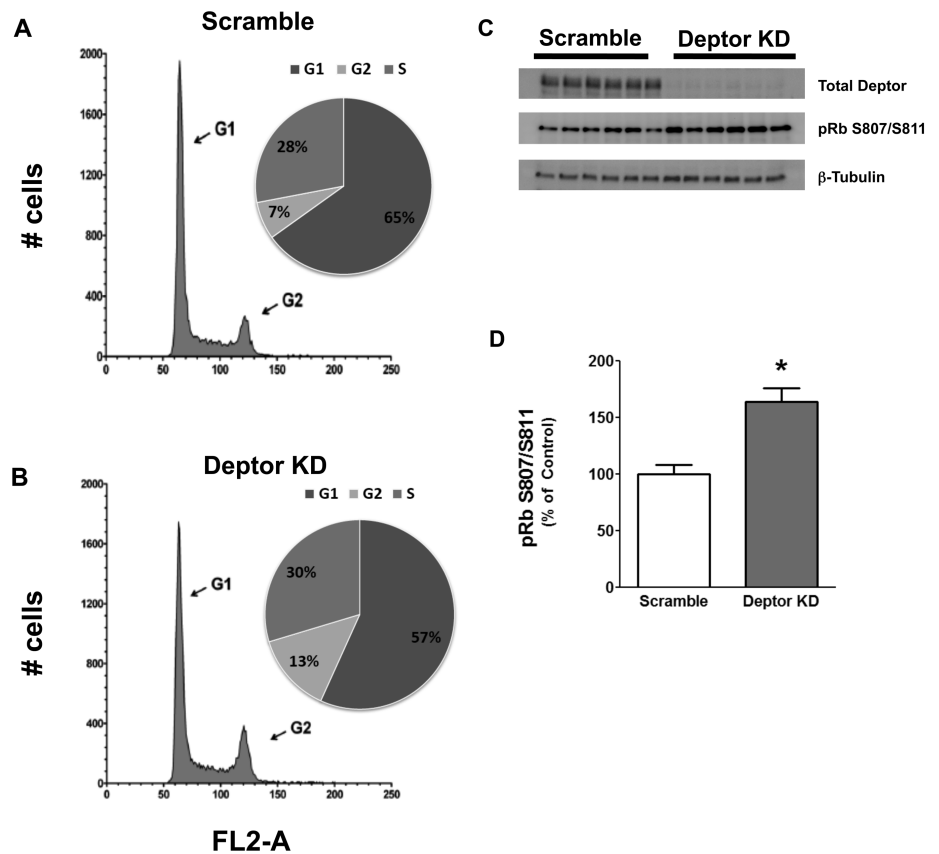 A
Scramble
# cells
2000
1600
1200
800
400
0
0 50 100 150 200 250
G1
G2
G1 G2 S
28%
7%
65%
B
Deptor KD
# cells
2000
1600
1200
800
400
0
0 50 100 150 200 250
G1
G2
G1 G2 S
30%
13%
57%
FL2-A
C
Scramble Deptor KD
Total Deptor
pRb S807/S811
β-Tubulin
D
pRb S807/S811
(% of Control)
200
150
100
50
0
*
Scramble Deptor KD